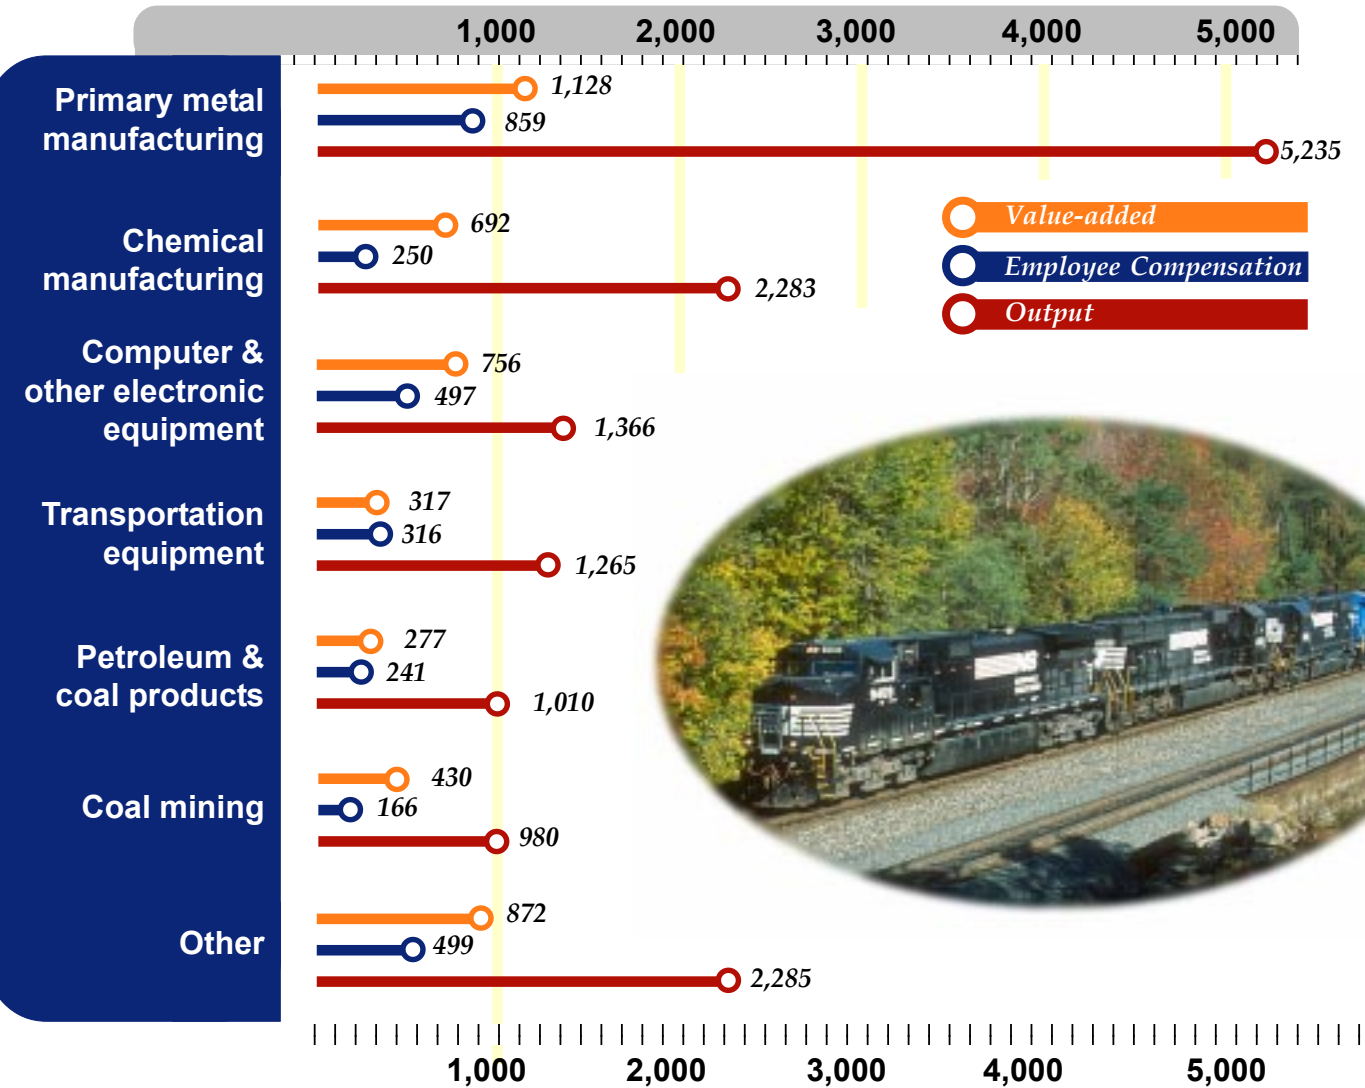 1,000 2,000 3,000 4,000 5,000
Primary metal
manufacturing
1,128
859
5,235
Chemical
manufacturing
692
250
2,283
Value-added
Employee Compensation
Output
Computer &
other electronic
equipment
756
497
1,366
Transportation
equipment
317
316
1,265
Petroleum &
coal products
277
241
1,010
Coal mining
430
166
980
Other
872
499
2,285
1,000 2,000 3,000 4,000 5,000